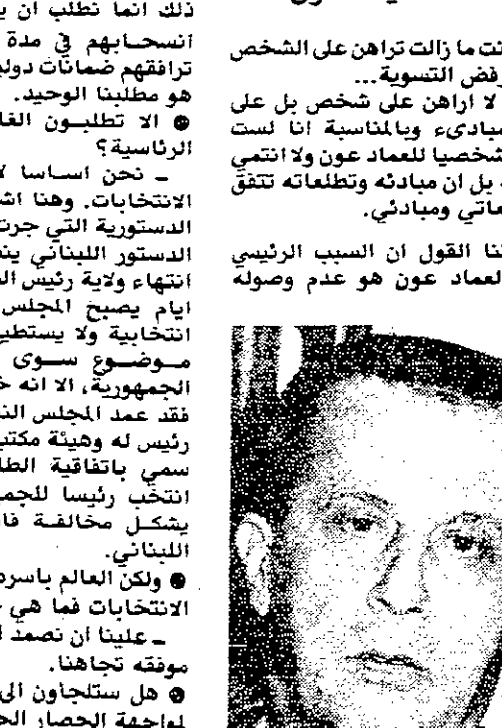 نت ما زالت تراهن على الشخص
رفض التسوية...
لا اراهن على شخص بل على
مبادىء وبالمناسبة انا لست
شخصيا للعماد عون ولا انتمي
بل ان مبادئه وتطلعاته تتفق
عاتي ومبادئي.
نا القول ان السبب الرئيسي
لعماد عون هو عدم وصوله
ذلك انما نطلب ان ي
انسحابهم في مدة
ترافقهم ضمانات دولي
هو مطلبنا الوحيد.
● الا تطلبون الغا
الرئاسية؟
ـ نحن اساسا لا
الانتخابات. وهنا اش
الدستورية التي جرت
الدستور اللبناني ين
انتهاء ولاية رئيس ال
ايام يصبح المجلس
انتخابية ولا يستطي
موضوع سوى
الجمهورية، الا انه خ
فقد عمد المجلس الن
رئيس له وهيئة مكتب
سمي باتفاقية الطا
انتخب رئيسا للجم
يشكل مخالفة فا
اللبناني.
● ولكن العالم باسره
الانتخابات فما هي
ـ علينا ان نصمد ا
موقفه تجاهنا.
● هل ستلجأون الى
لمواجهة الحصار الج